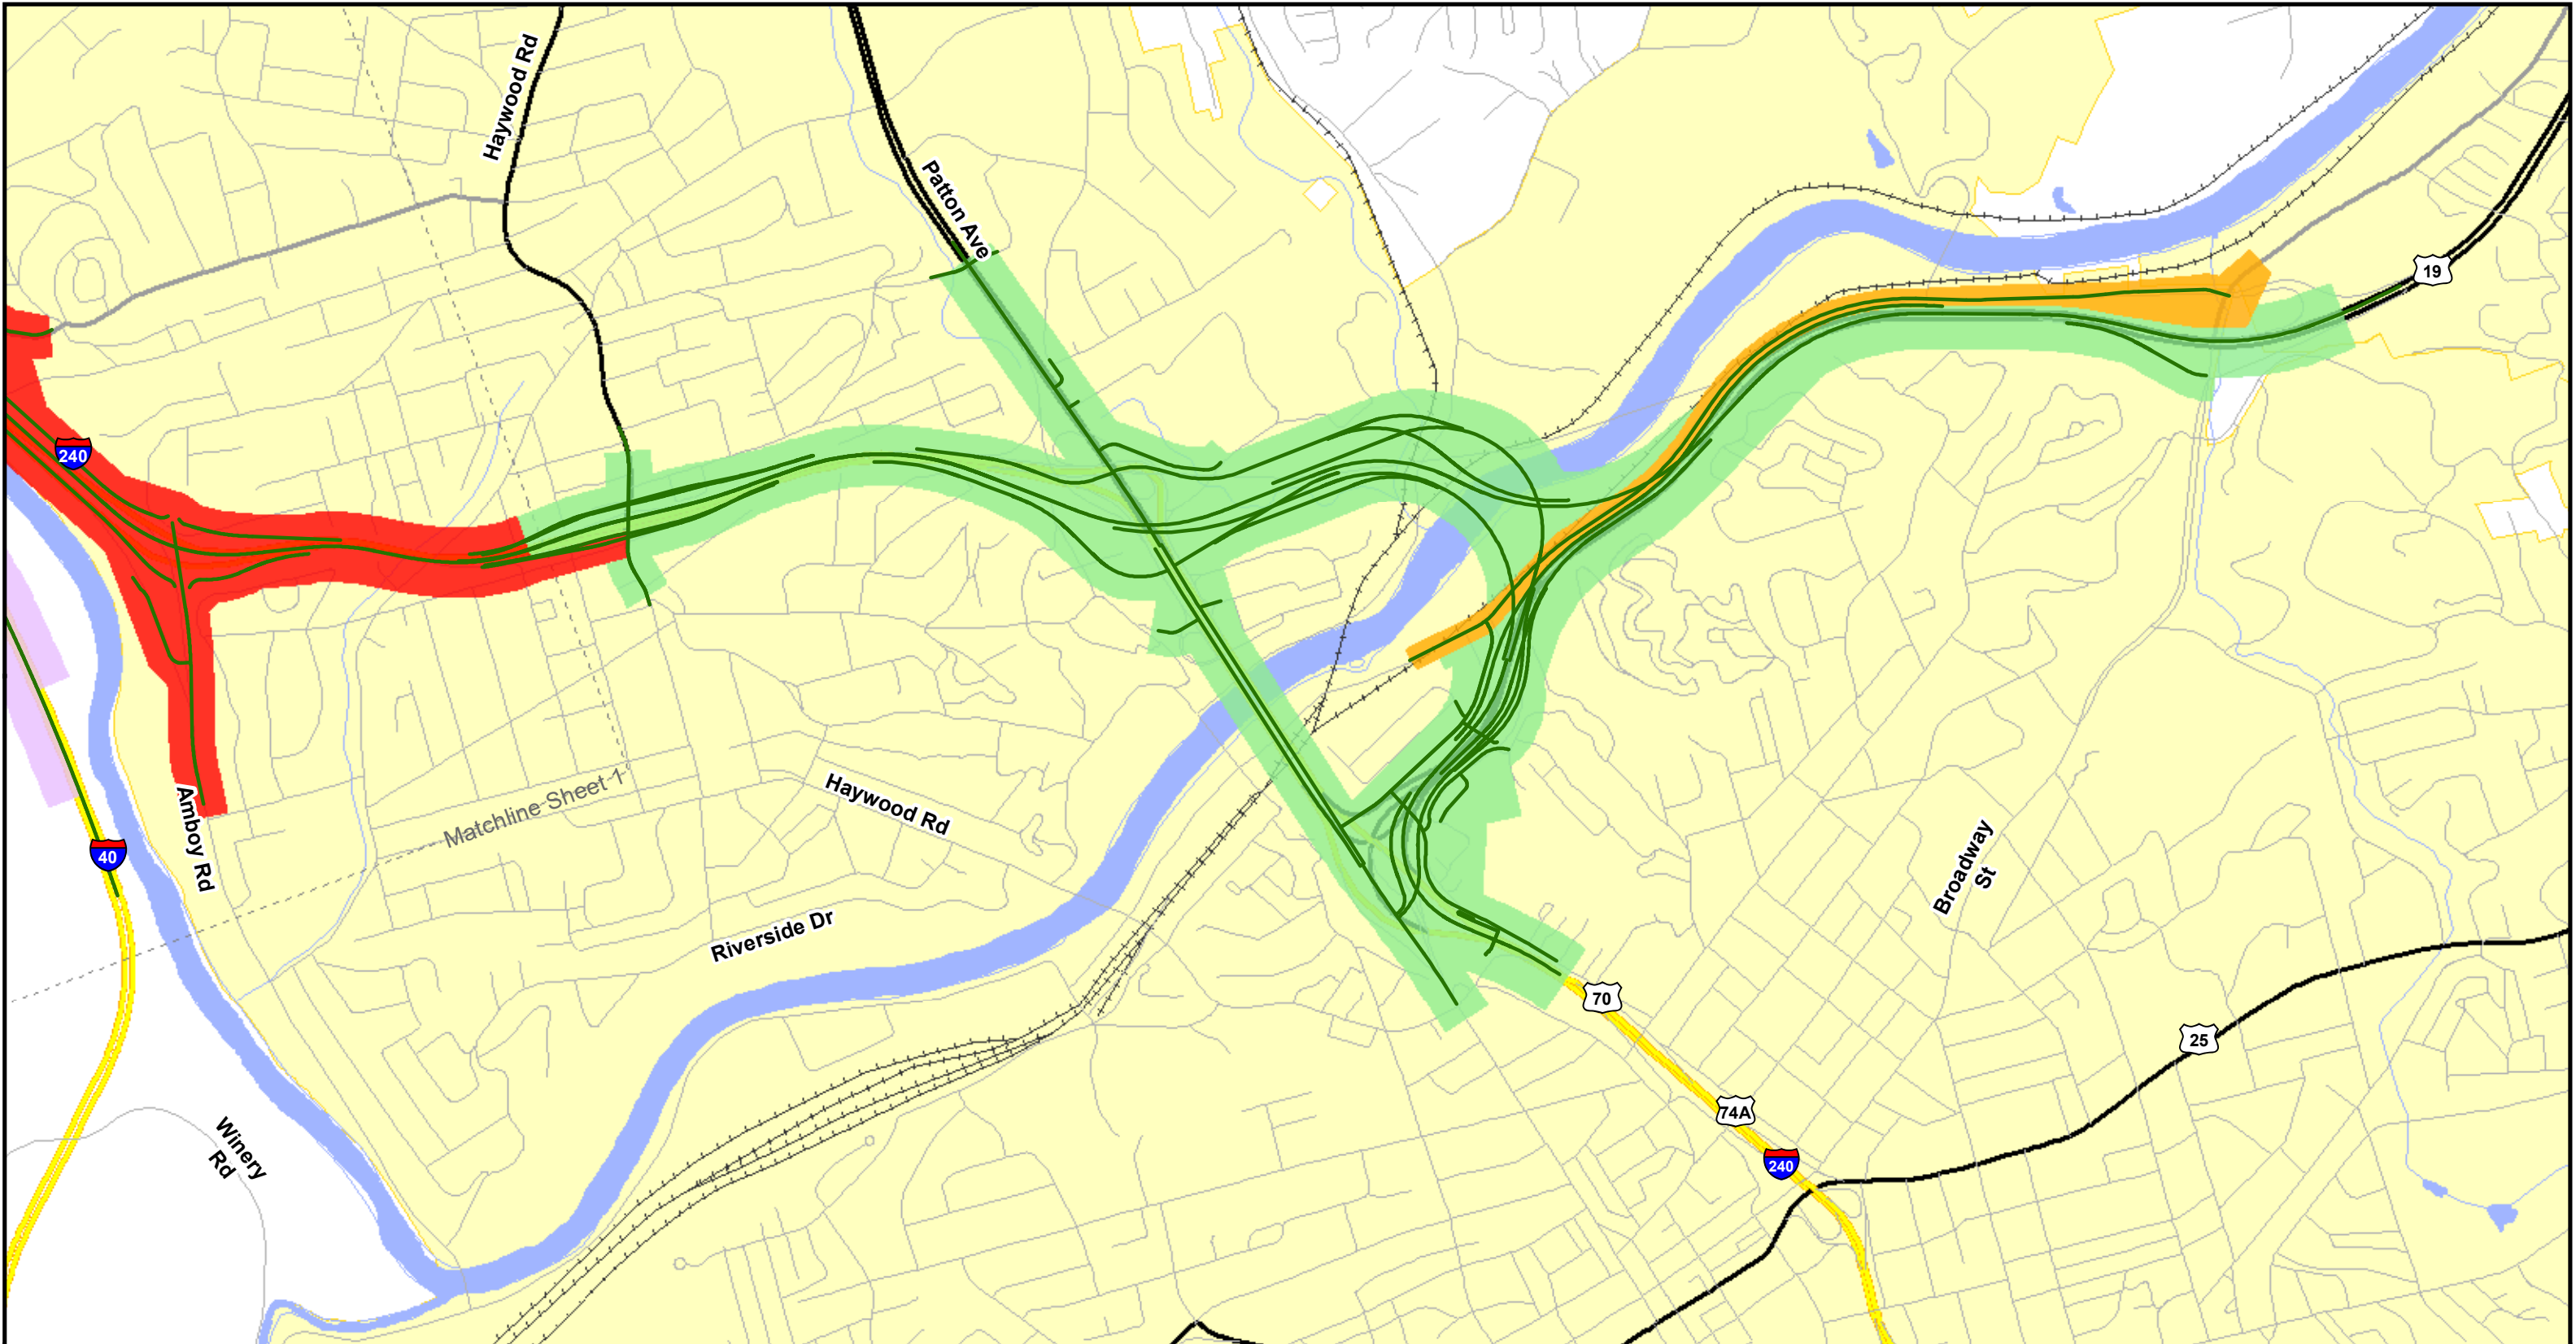 Haywood Rd
Patton Ave
19
240
Matchline Sheet 1
Haywood Rd
Amboy Rd
40
Broadway
St
Riverside Dr
70
25
74A
Winery
Rd
240